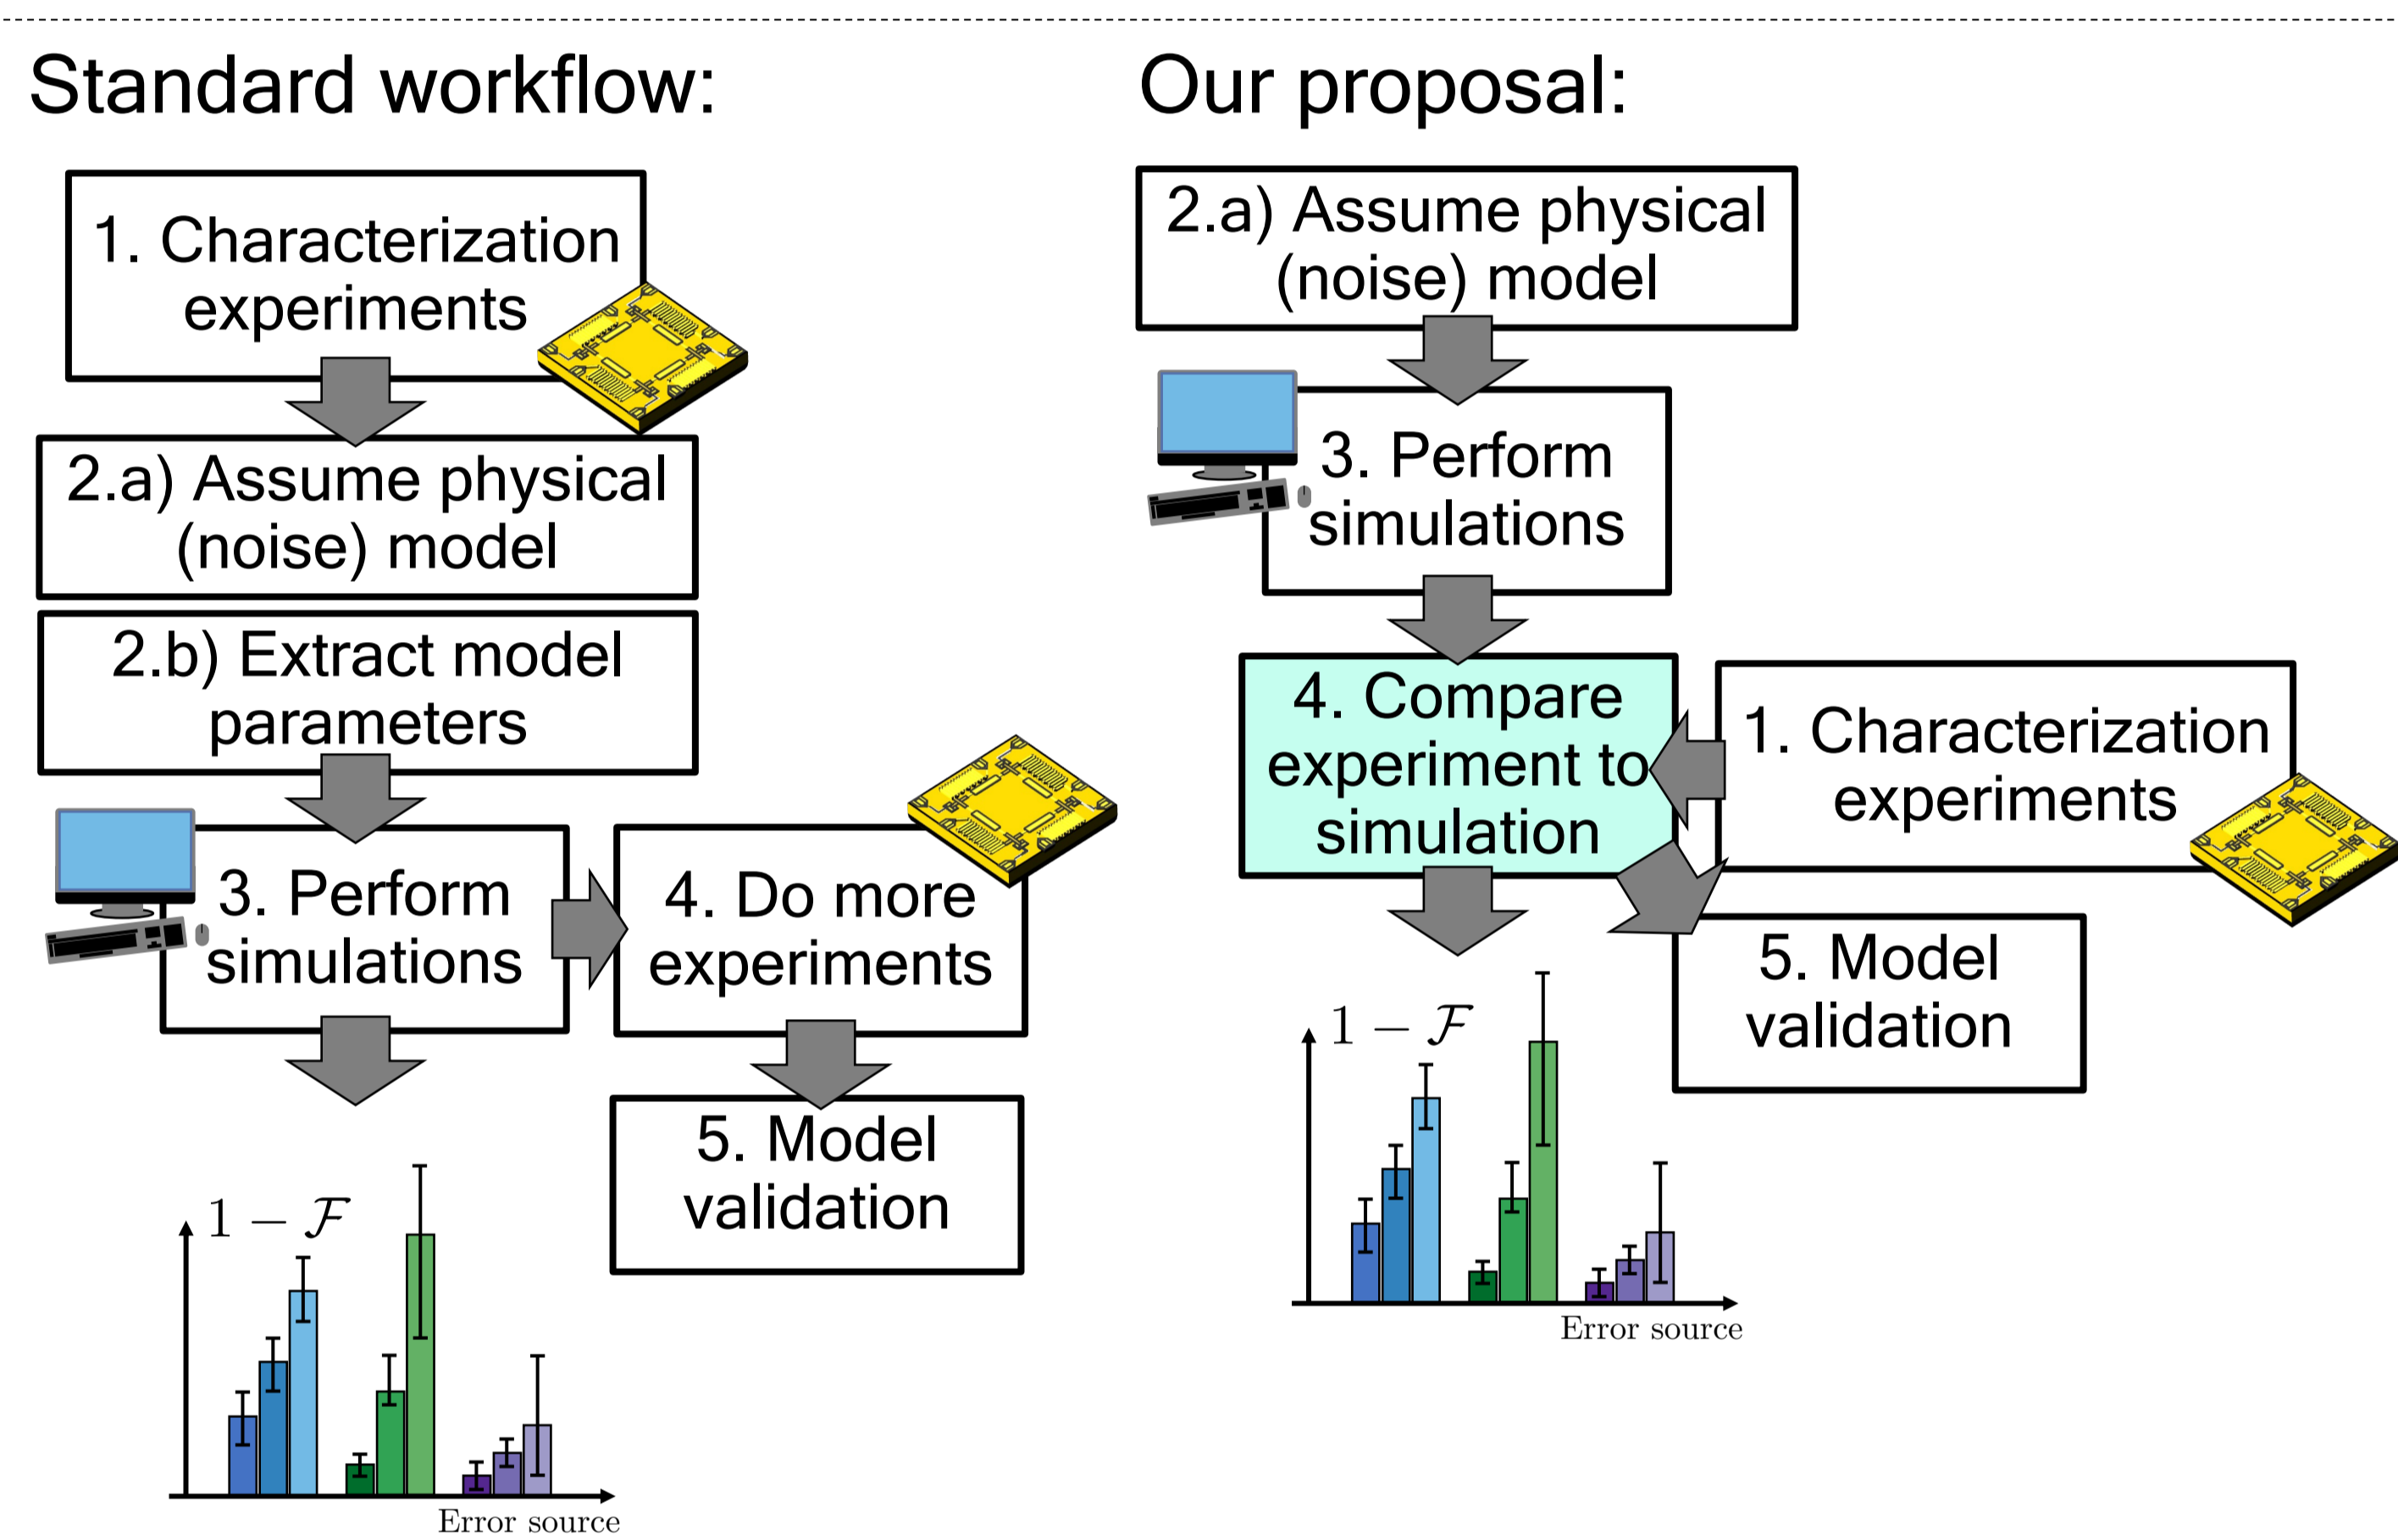 Standard workflow:
1. Characterization
experiments
2.a) Assume physical
(noise) model
2.b) Extract model
parameters
3. Perform
simulations
4. Do more
experiments
5. Model
validation
1 − ℱ
Error source
Our proposal:
2.a) Assume physical
(noise) model
3. Perform
simulations
4. Compare
experiment to
simulation
1. Characterization
experiments
5. Model
validation
1 − ℱ
Error source